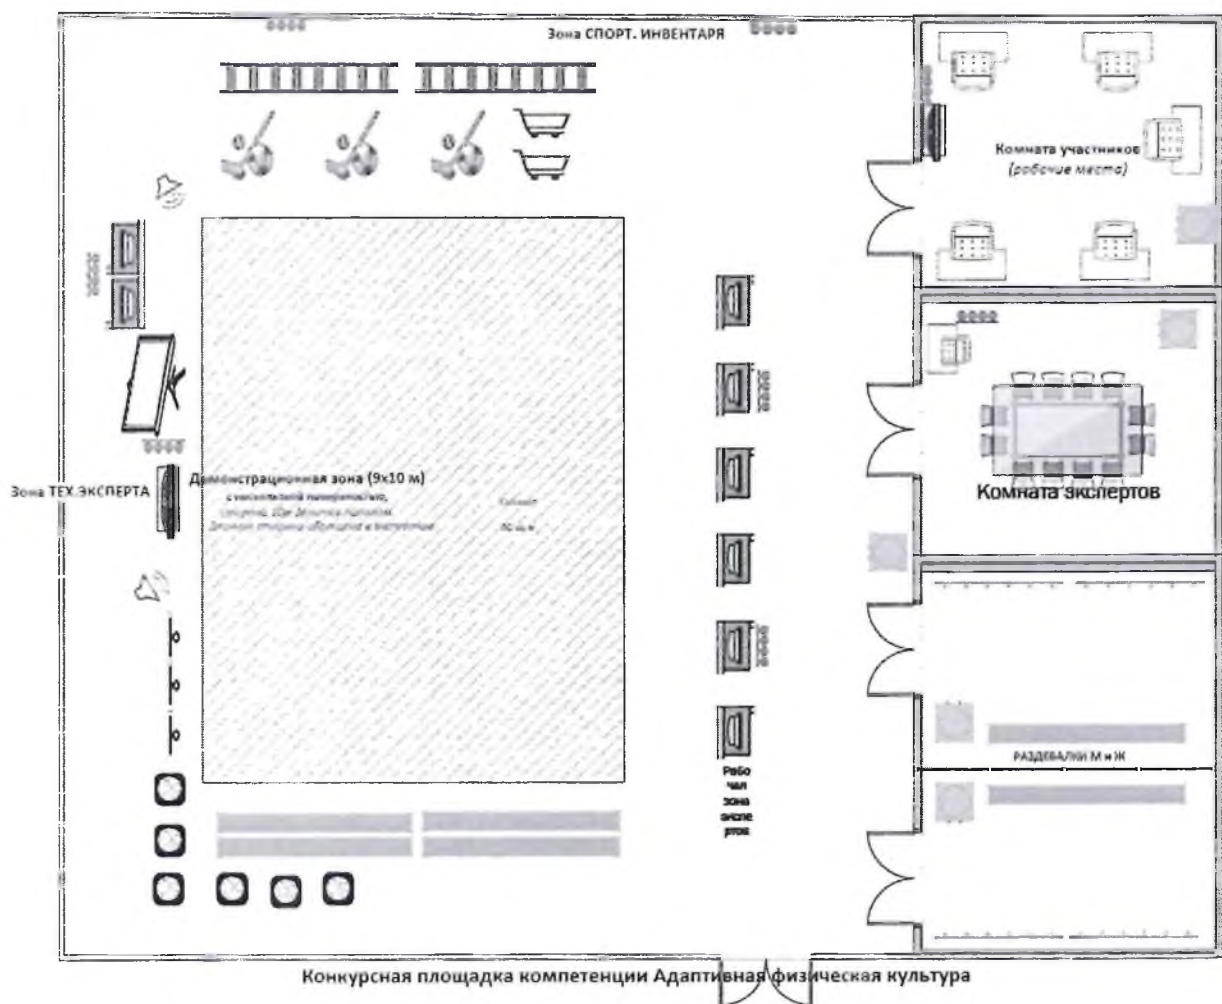 Зона СПОРТ. ИНВЕНТАРЯ
Комната участников
(рабочие места)
Зона ТЕХ.ЭКСПЕРТА
Демонстрационная зона (9х10 м)
Комната экспертов
РАЗДЕВАЛКИ М и Ж
Рабо
чая
зона
экспе
ртов
Конкурсная площадка компетенции Адаптивная физическая культура